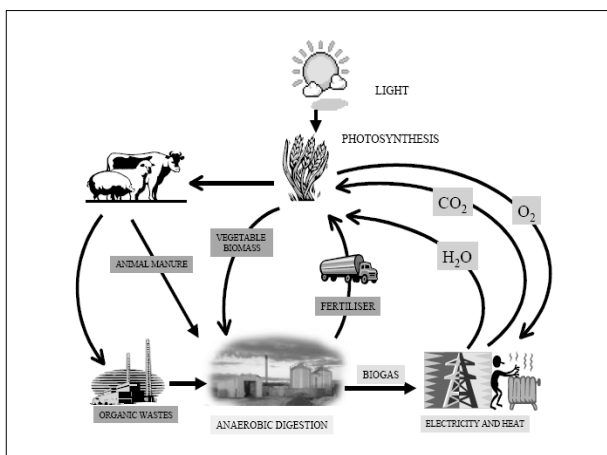 LIGHT
PHOTOSYNTHESIS
CO₂
O₂
VEGETABLE
BIOMASS
H₂O
ANIMAL MANURE
FERTILISER
BIOGAS
ORGANIC WASTES
ANAEROBIC DIGESTION
ELECTRICITY AND HEAT